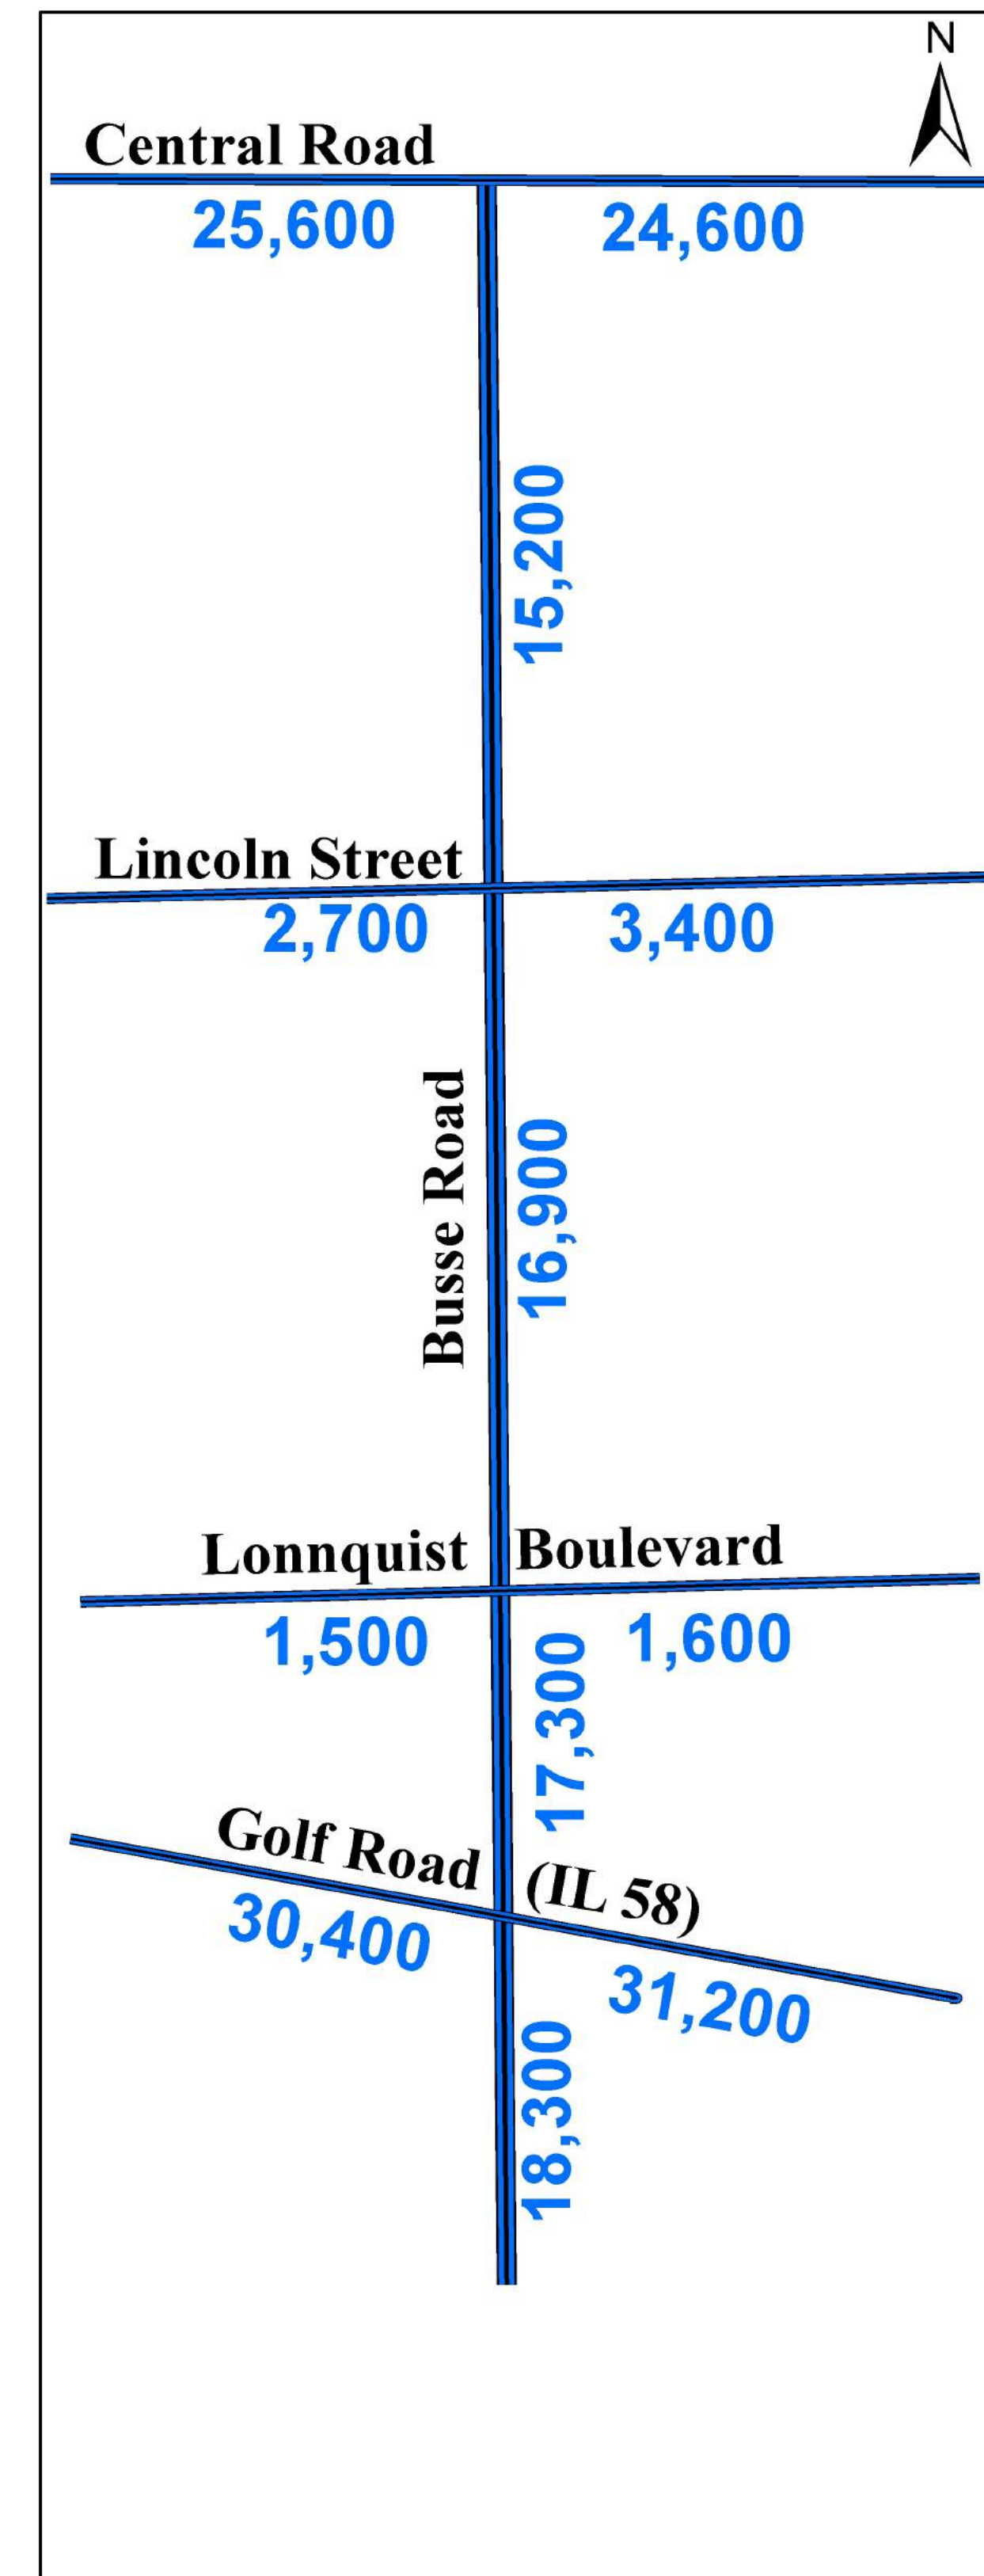 N
Central Road
25,600
24,600
15,200
Lincoln Street
2,700
3,400
Busse Road
16,900
Lonnquist Boulevard
1,500
1,600
17,300
Golf Road (IL 58)
30,400
31,200
18,300